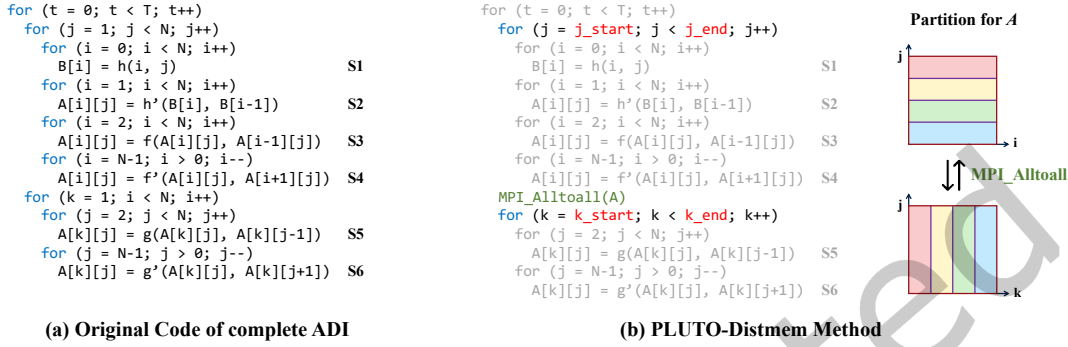 for (t = 0; t < T; t++)
for (j = 1; j < N; j++)
for (i = 0; i < N; i++)
B[i] = h(i, j) S1
for (i = 1; i < N; i++)
A[i][j] = h’(B[i], B[i-1]) S2
for (i = 2; i < N; i++)
A[i][j] = f(A[i][j], A[i-1][j]) S3
for (i = N-1; i > 0; i--)
A[i][j] = f’(A[i][j], A[i+1][j]) S4
for (k = 1; i < N; i++)
for (j = 2; j < N; j++)
A[k][j] = g(A[k][j], A[k][j-1]) S5
for (j = N-1; j > 0; j--)
A[k][j] = g’(A[k][j], A[k][j+1]) S6
(a) Original Code of complete ADI
for (t = 0; t < T; t++)
for (j = j_start; j < j_end; j++)
for (i = 0; i < N; i++)
B[i] = h(i, j) S1
for (i = 1; i < N; i++)
A[i][j] = h’(B[i], B[i-1]) S2
for (i = 2; i < N; i++)
A[i][j] = f(A[i][j], A[i-1][j]) S3
for (i = N-1; i > 0; i--)
A[i][j] = f’(A[i][j], A[i+1][j]) S4
MPI_Alltoall(A)
for (k = k_start; k < k_end; k++)
for (j = 2; j < N; j++)
A[k][j] = g(A[k][j], A[k][j-1]) S5
for (j = N-1; j > 0; j--)
A[k][j] = g’(A[k][j], A[k][j+1]) S6
(b) PLUTO-Distmem Method
Partition for A
j
i
MPI_Alltoall
j
k